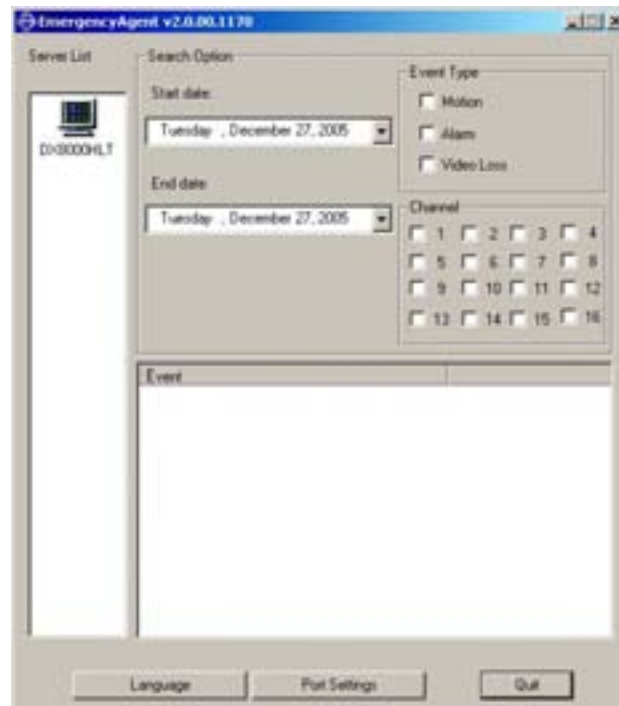 EmergencyAgent v2.0.00.1170
Server List
DX8000HLT
Search Option
Start date:
Tuesday , December 27, 2005
End date:
Tuesday , December 27, 2005
Event Type
Motion
Alarm
Video Loss
Channel
1 2 3 4
5 6 7 8
9 10 11 12
13 14 15 16
Event
Language Port Settings Quit